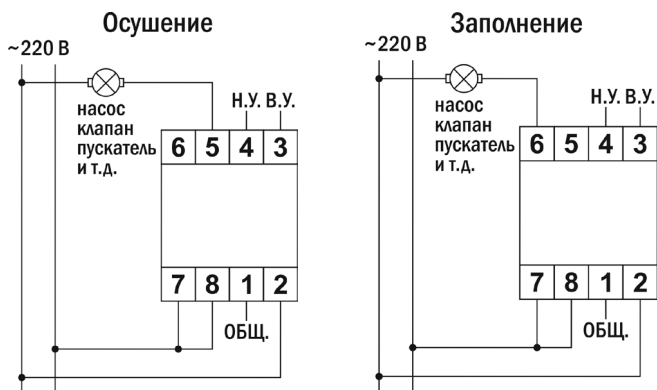 Осушение
~220 В
насос
клапан
пускатель
и т.д.
Н.У. В.У.
6 5 4 3
7 8 1 2
ОБЩ.
Заполнение
~220 В
насос
клапан
пускатель
и т.д.
Н.У. В.У.
6 5 4 3
7 8 1 2
ОБЩ.